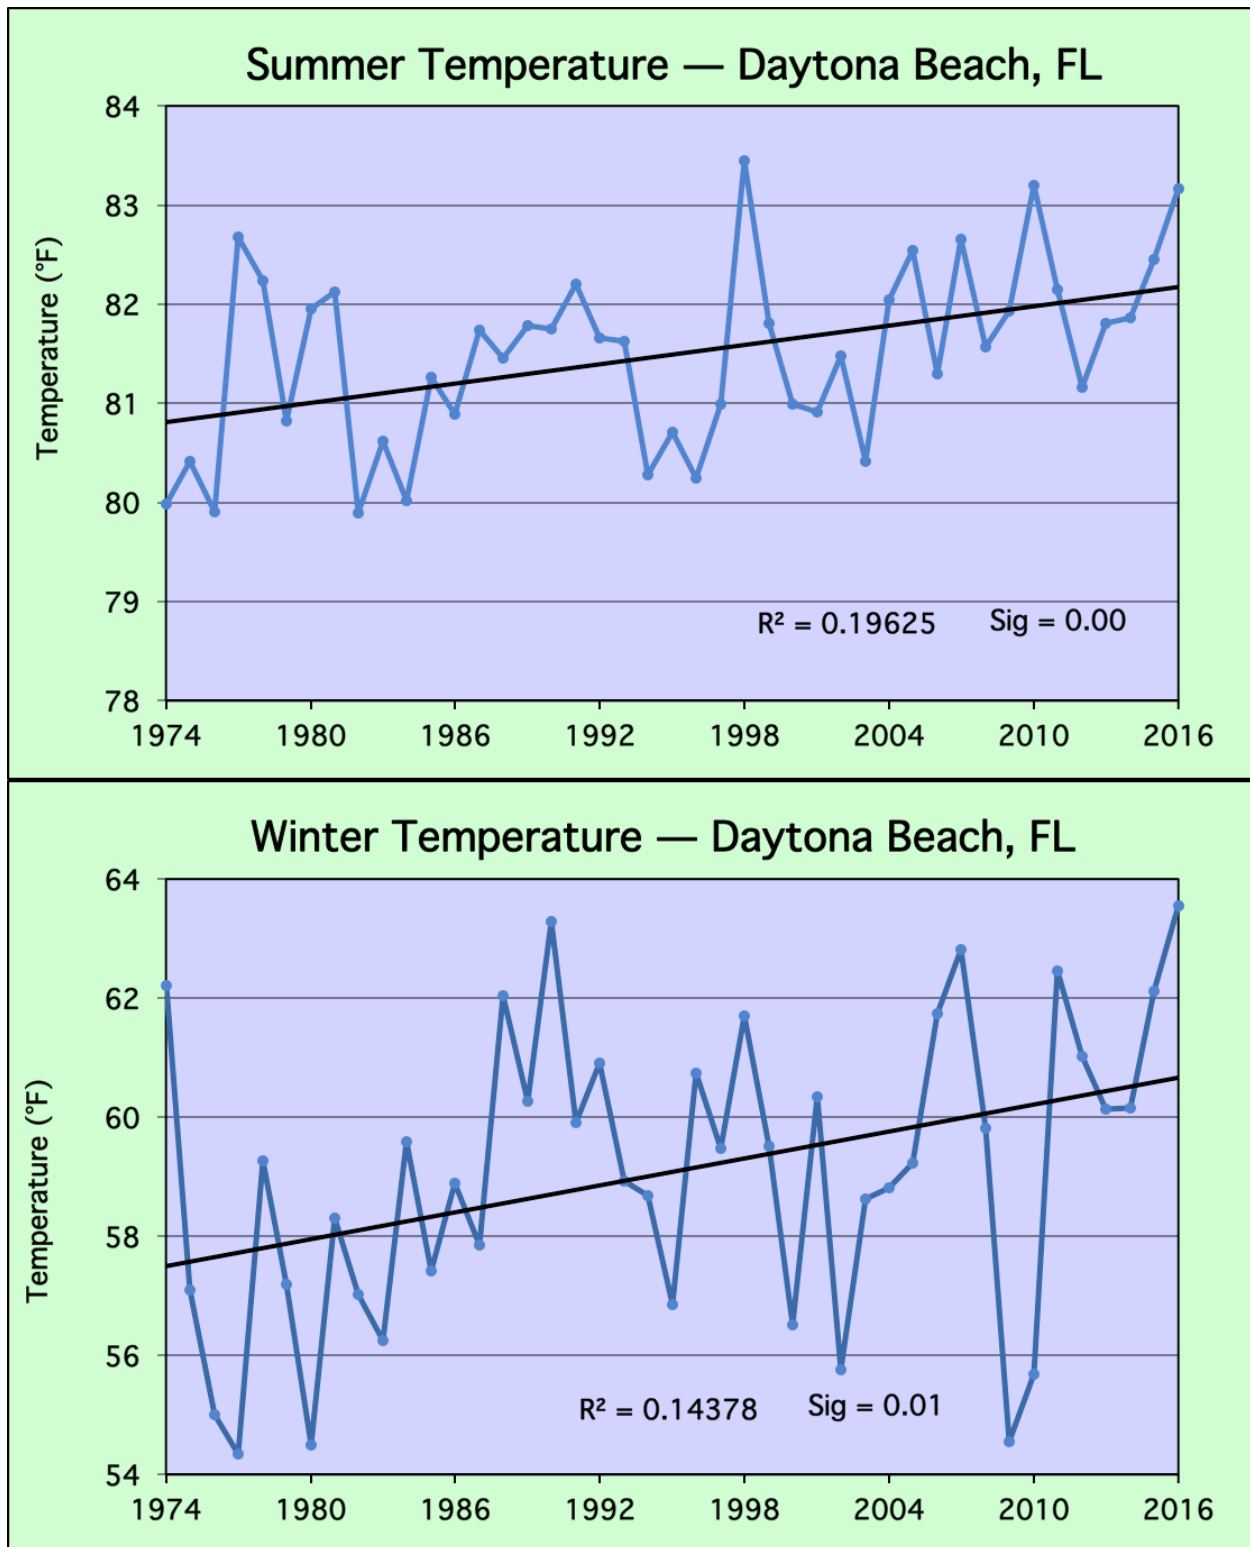 Summer Temperature — Daytona Beach, FL
84
83
82
81
80
79
78
Temperature (°F)
R² = 0.19625 Sig = 0.00
1974 1980 1986 1992 1998 2004 2010 2016
Winter Temperature — Daytona Beach, FL
64
62
60
58
56
54
Temperature (°F)
R² = 0.14378 Sig = 0.01
1974 1980 1986 1992 1998 2004 2010 2016